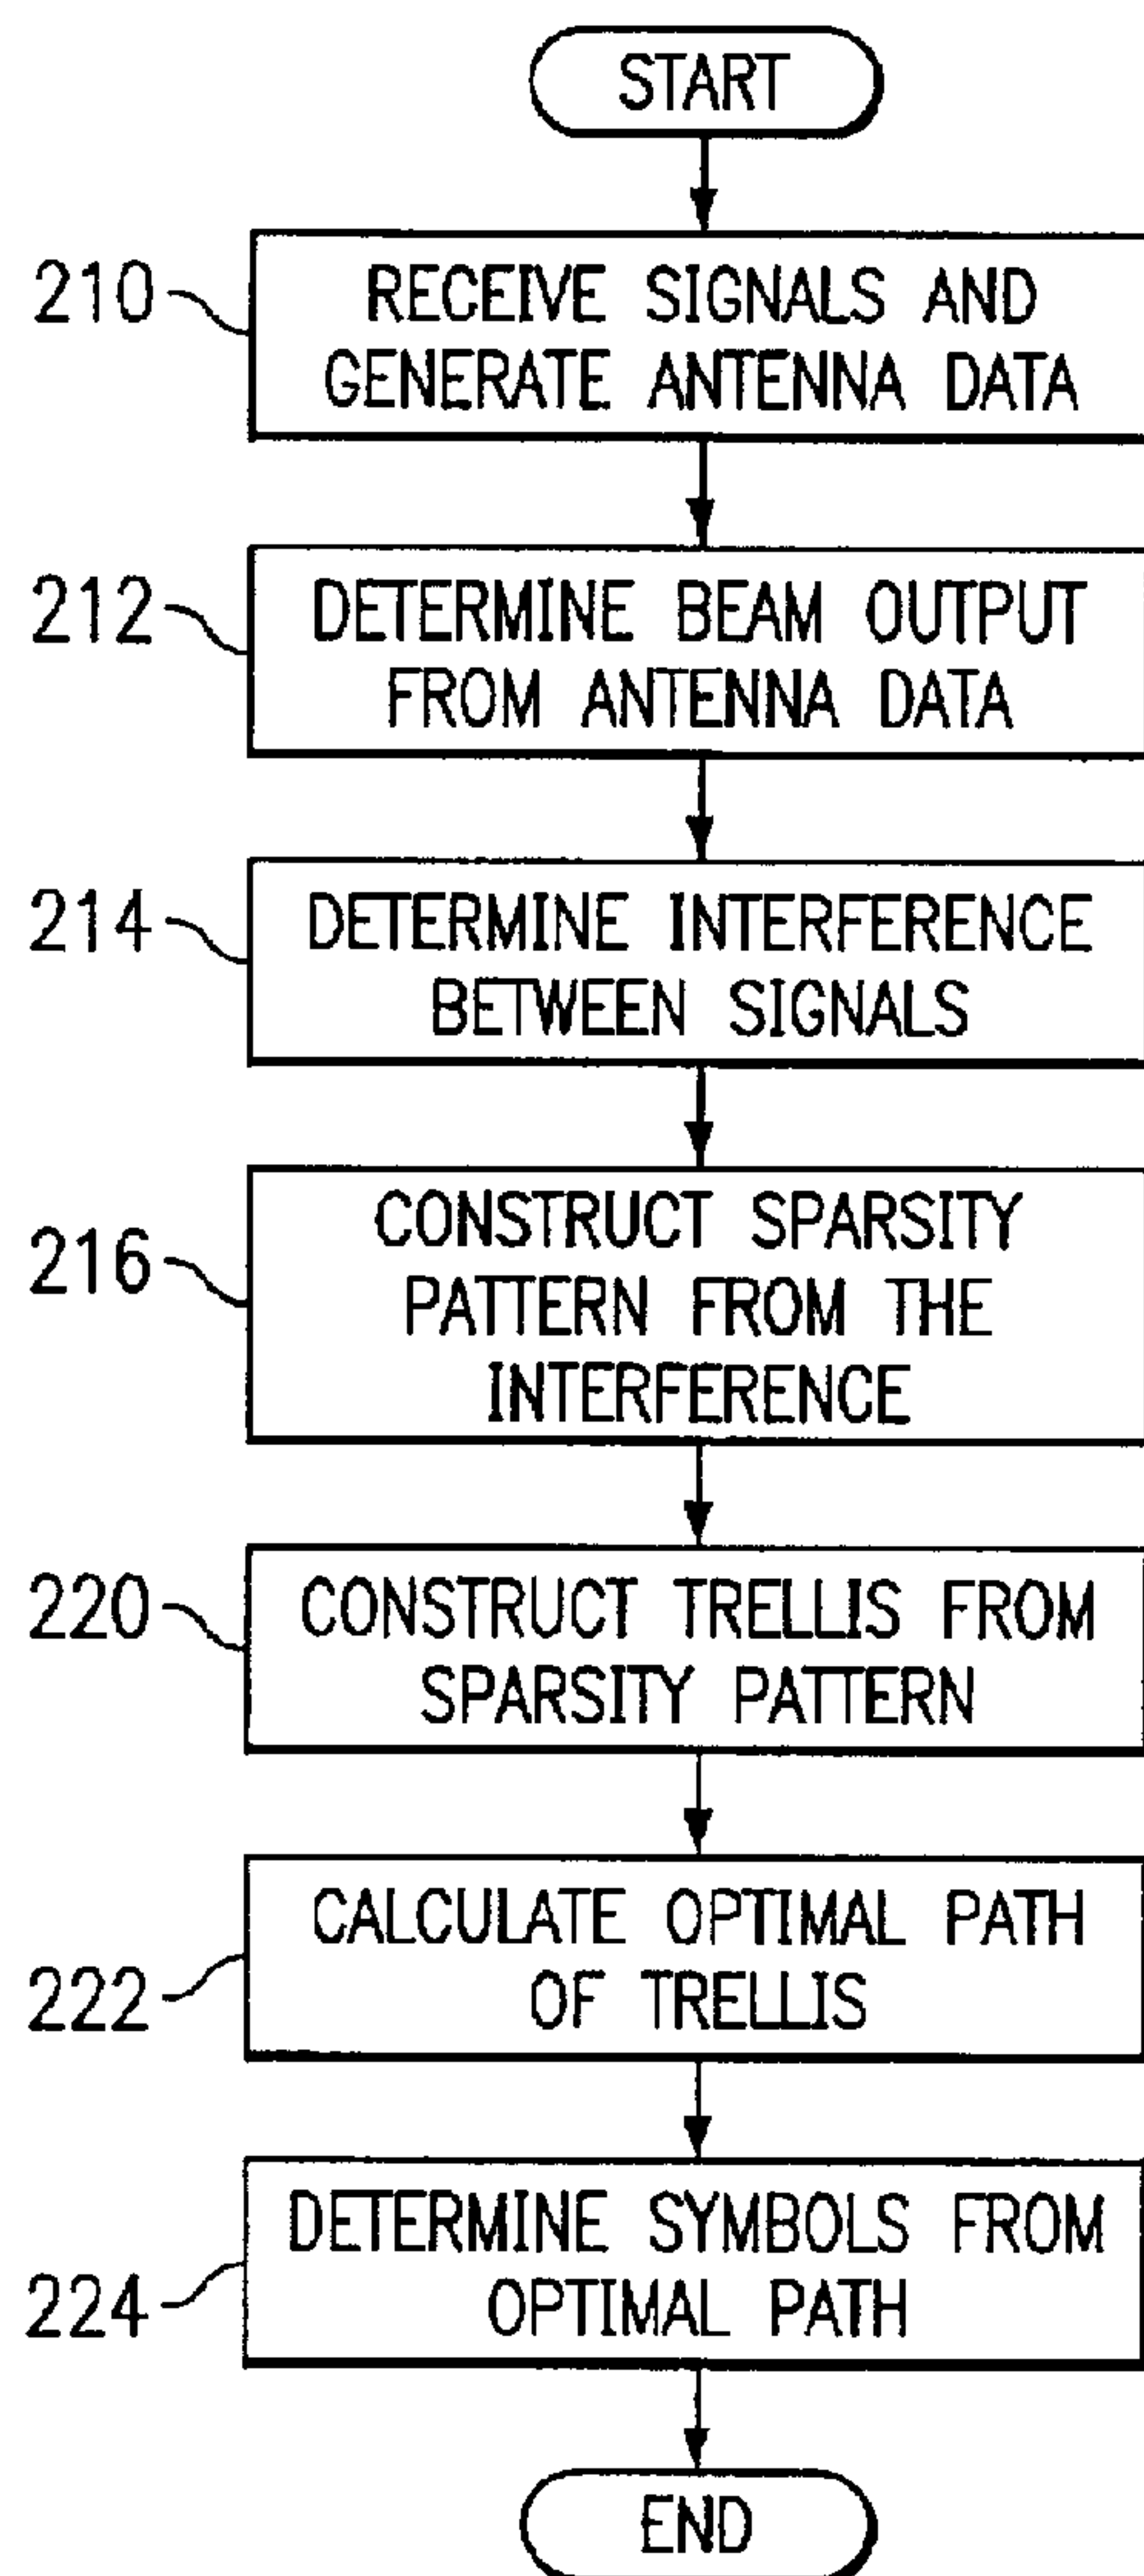 START
210
RECEIVE SIGNALS AND
GENERATE ANTENNA DATA
212
DETERMINE BEAM OUTPUT
FROM ANTENNA DATA
214
DETERMINE INTERFERENCE
BETWEEN SIGNALS
216
CONSTRUCT SPARSITY
PATTERN FROM THE
INTERFERENCE
220
CONSTRUCT TRELLIS FROM
SPARSITY PATTERN
222
CALCULATE OPTIMAL PATH
OF TRELLIS
224
DETERMINE SYMBOLS FROM
OPTIMAL PATH
END